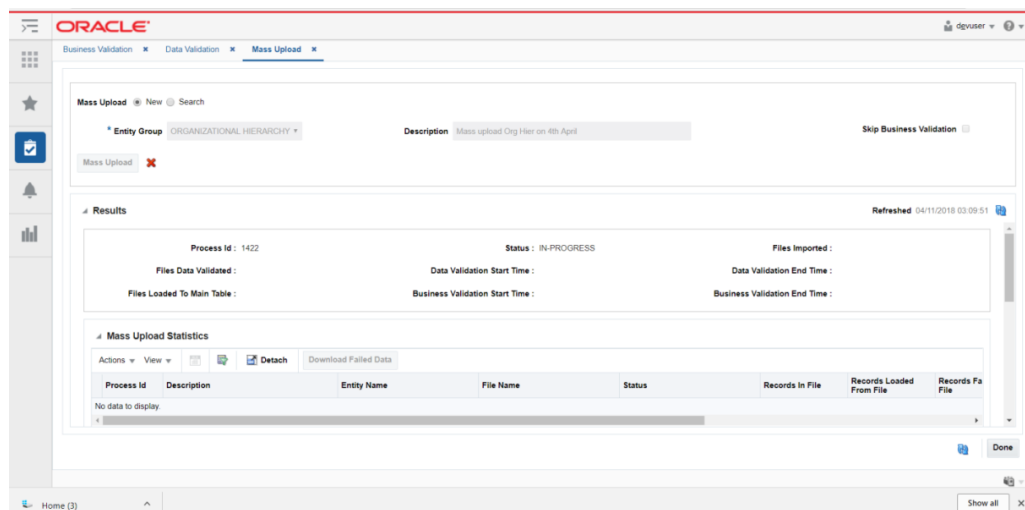 ORACLE
devuser
Business Validation Data Validation Mass Upload
Mass Upload New Search
* Entity Group ORGANIZATIONAL HIERARCHY Description Mass upload Org Hier on 4th April Skip Business Validation
Mass Upload
Results Refreshed 04/11/2018 03:09:51
Process Id : 1422 Status : IN-PROGRESS Files Imported :
Files Data Validated : Data Validation Start Time : Data Validation End Time :
Files Loaded To Main Table : Business Validation Start Time : Business Validation End Time :
Mass Upload Statistics
Actions View Detach Download Failed Data
Process Id Description Entity Name File Name Status Records In File Records Loaded From File Records Fa File
No data to display.
Done
Home (3) Show all